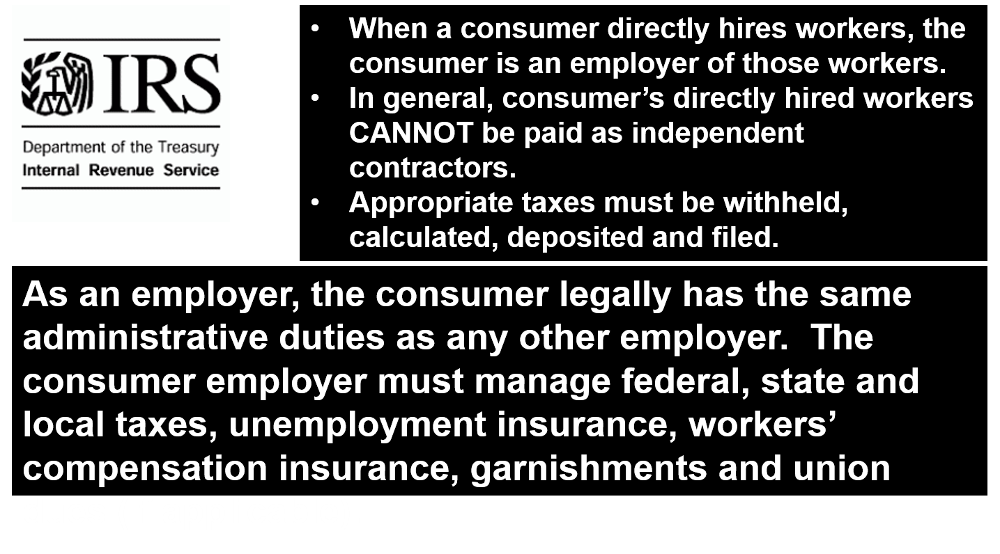 IRS
Department of the Treasury
Internal Revenue Service
• When a consumer directly hires workers, the
consumer is an employer of those workers.
• In general, consumer’s directly hired workers
CANNOT be paid as independent
contractors.
• Appropriate taxes must be withheld,
calculated, deposited and filed.
As an employer, the consumer legally has the same
administrative duties as any other employer.  The
consumer employer must manage federal, state and
local taxes, unemployment insurance, workers’
compensation insurance, garnishments and union